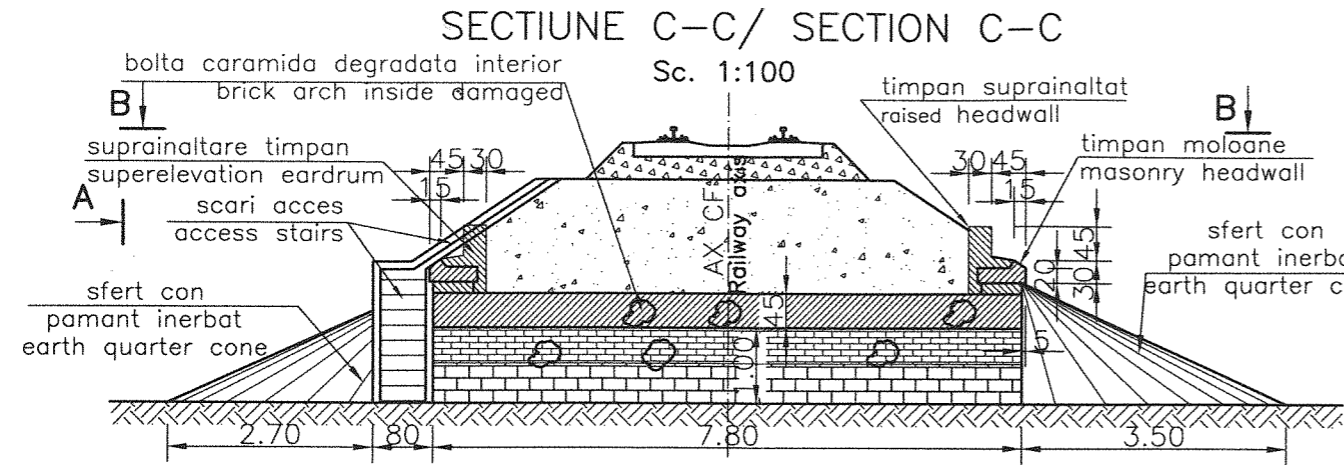 SECTIUNE C-C/ SECTION C-C
Sc. 1:100
bolta caramida degradata interior
brick arch inside damaged
B
suprainaltare timpan
superelevation eardrum
A
scari acces
access stairs
sfert con
pamant inerbat
earth quarter cone
45 30
15
AX CF
Railway axis
timpan suprainaltat
raised headwall
B
timpan moloane
masonry headwall
30 45
15
45
20
30
sfert con
pamant inerba
earth quarter c
45
1.00
5
2.70 80 7.80 3.50